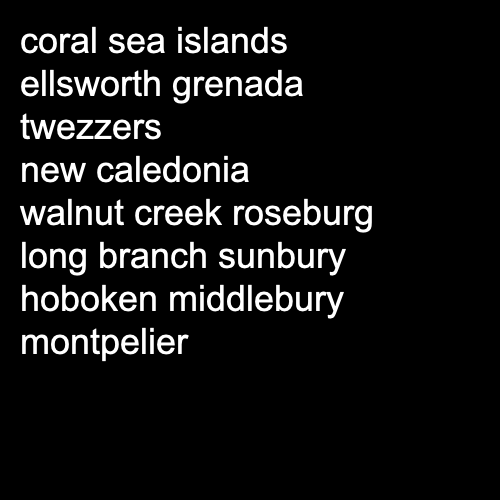 coral sea islands
ellsworth grenada
twezzers
new caledonia
walnut creek roseburg
long branch sunbury
hoboken middlebury
montpelier